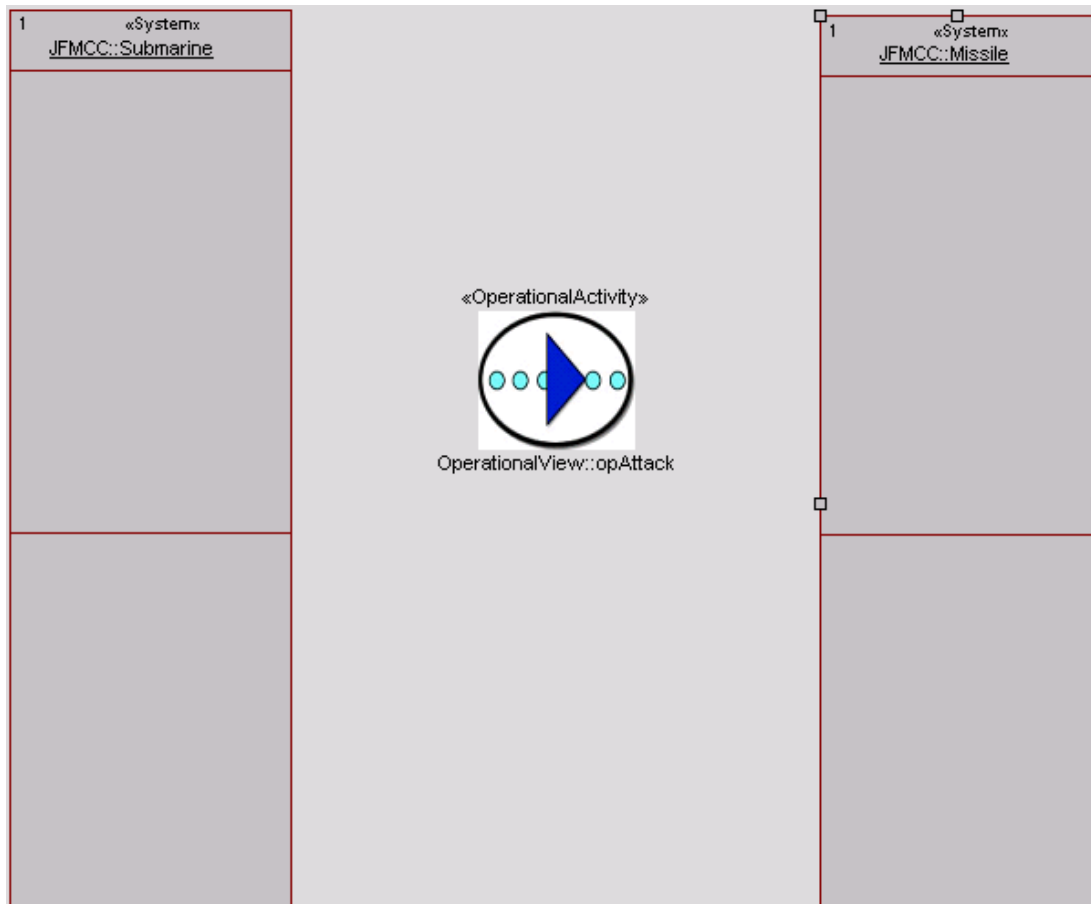 1
«System»
JFMCC::Submarine
1
«System»
JFMCC::Missile
«OperationalActivity»
OperationalView::opAttack